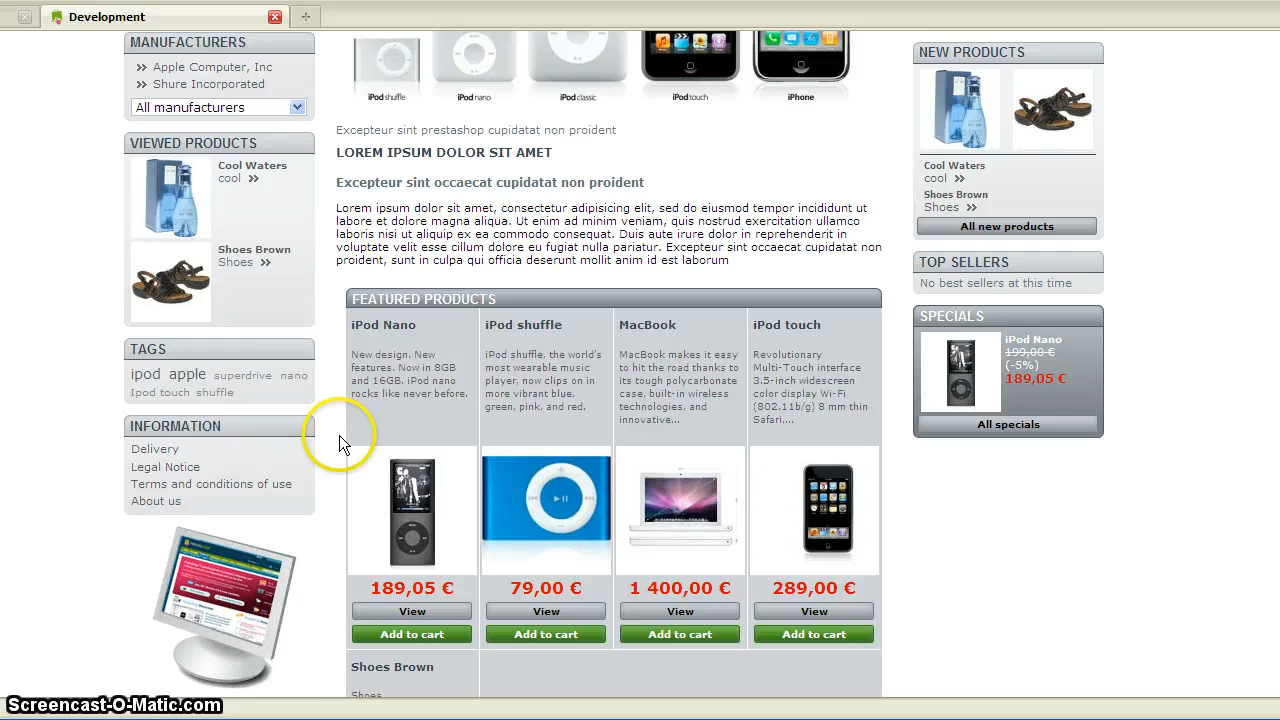 Development
MANUFACTURERS
Apple Computer, Inc
Shure Incorporated
All manufacturers
VIEWED PRODUCTS
Cool Waters
cool
Shoes Brown
Shoes
TAGS
ipod apple superdrive nano
Ipod touch shuffle
INFORMATION
Delivery
Legal Notice
Terms and conditions of use
About us
iPod shuffle
iPod nano
iPod classic
iPod touch
iPhone
Excepteur sint prestashop cupidatat non proident
LOREM IPSUM DOLOR SIT AMET
Excepteur sint occaecat cupidatat non proident
Lorem ipsum dolor sit amet, consectetur adipisicing elit, sed do eiusmod tempor incididunt ut
labore et dolore magna aliqua. Ut enim ad minim veniam, quis nostrud exercitation ullamco
laboris nisi ut aliquip ex ea commodo consequat. Duis aute irure dolor in reprehenderit in
voluptate velit esse cillum dolore eu fugiat nulla pariatur. Excepteur sint occaecat cupidatat non
proident, sunt in culpa qui officia deserunt mollit anim id est laborum
FEATURED PRODUCTS
iPod Nano
New design. New
features. Now in 8GB
and 16GB. iPod nano
rocks like never before.
189,05 €
View
Add to cart
iPod shuffle
iPod shuffle, the world's
most wearable music
player, now clips on in
more vibrant blue,
green, pink, and red.
79,00 €
View
Add to cart
MacBook
MacBook makes it easy
to hit the road thanks to
its tough polycarbonate
case, built-in wireless
technologies, and
innovative...
1 400,00 €
View
Add to cart
iPod touch
Revolutionary
Multi-Touch interface
3.5-inch widescreen
color display Wi-Fi
(802.11b/g) 8 mm thin
Safari,...
289,00 €
View
Add to cart
Shoes Brown
Shoes
NEW PRODUCTS
Cool Waters
cool
Shoes Brown
Shoes
All new products
TOP SELLERS
No best sellers at this time
SPECIALS
iPod Nano
199,00 €
(-5%)
189,05 €
All specials
Screencast-O-Matic.com